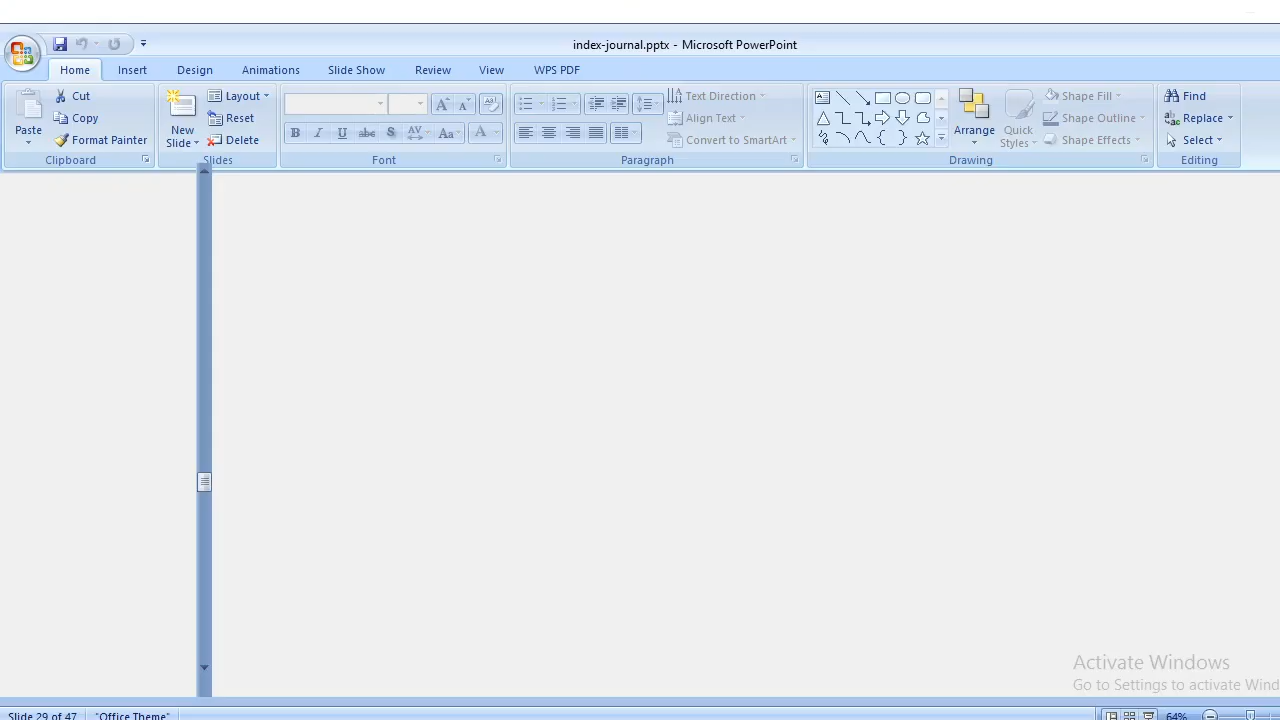 index-journal.pptx - Microsoft PowerPoint
Home Insert Design Animations Slide Show Review View WPS PDF
Paste
Cut
Copy
Format Painter
Clipboard
New
Slide
Layout
Reset
Delete
Slides
B I U abc S AV Aa A
Font
Text Direction
Align Text
Convert to SmartArt
Paragraph
Arrange
Quick
Styles
Shape Fill
Shape Outline
Shape Effects
Drawing
Find
Replace
Select
Editing
Activate Windows
Go to Settings to activate Wind
Slide 29 of 47 "Office Theme" 64%